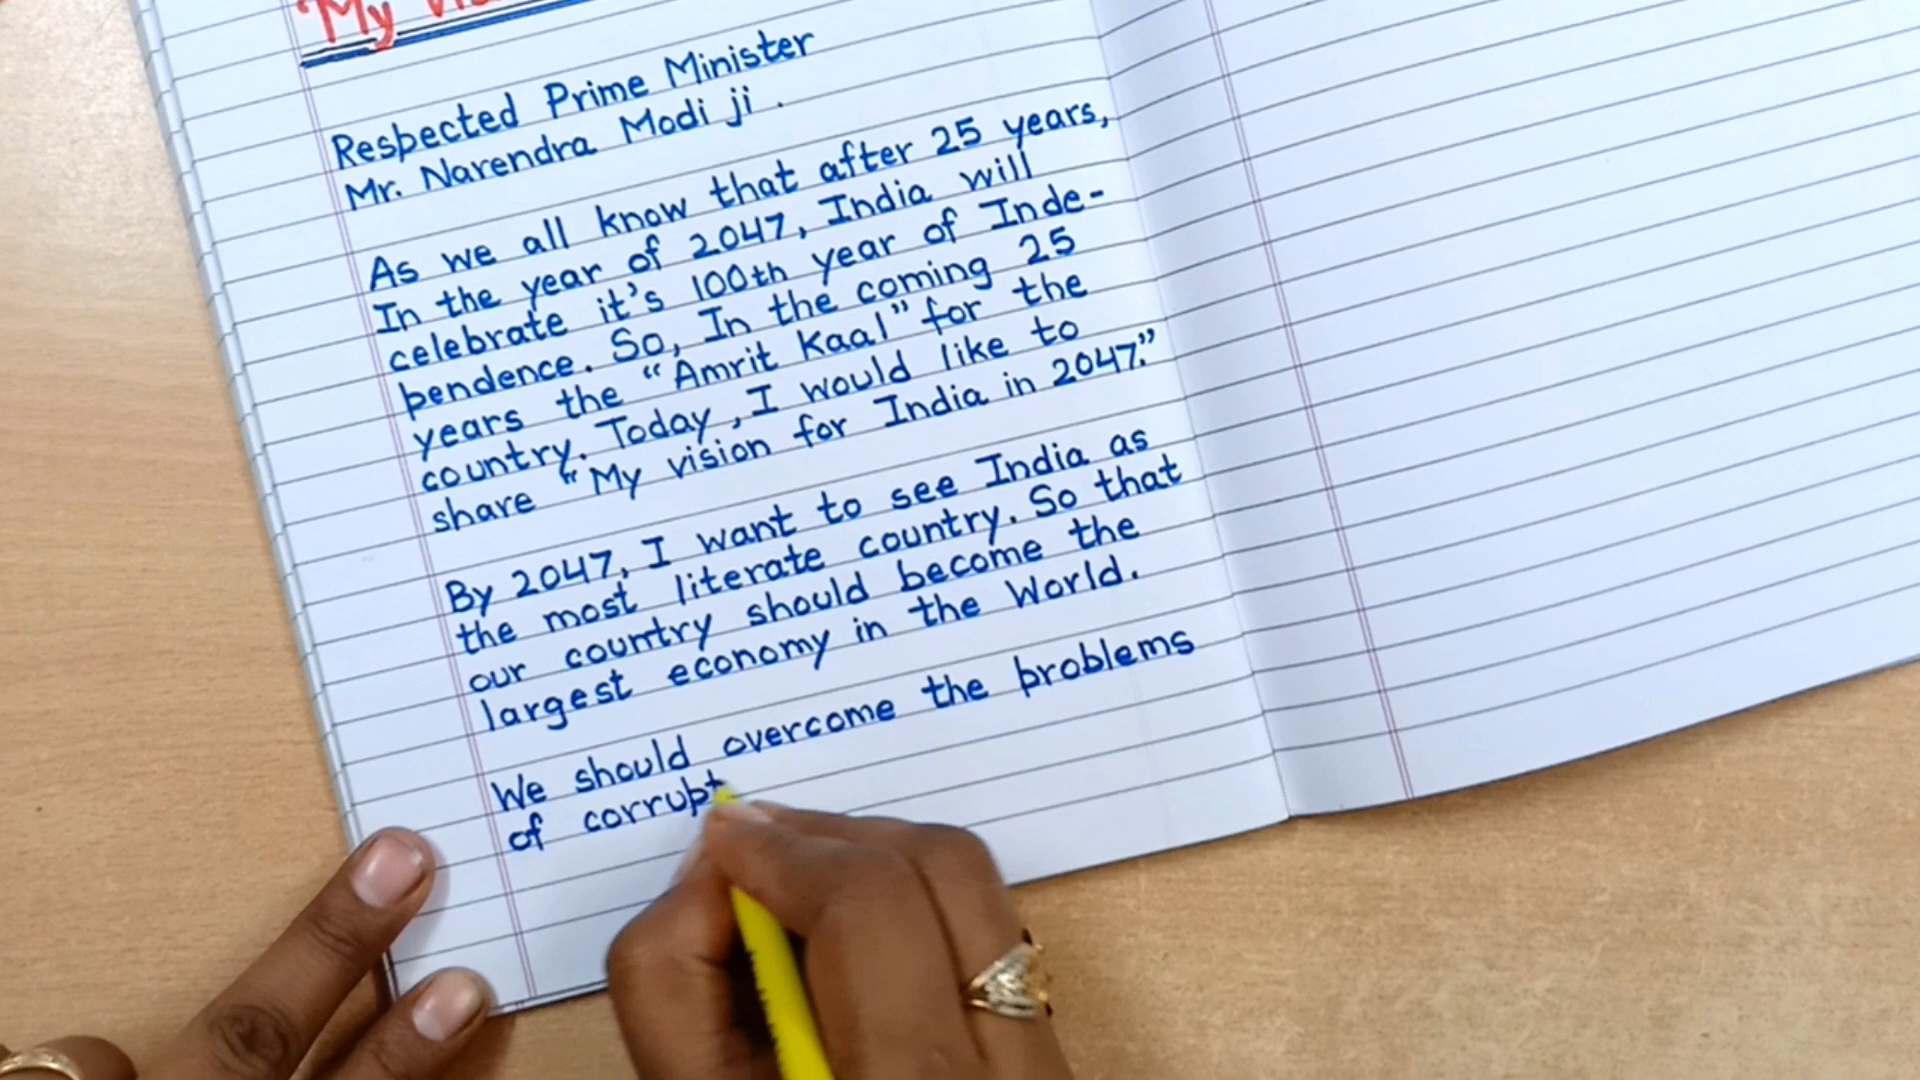 "My
Respected Prime Minister
Mr. Narendra Modi ji.
As we all know that after 25 years,
In the year of 2047, India will
celebrate it's 100th year of Inde-
pendence. So, In the coming 25
years the "Amrit Kaal" for the
country. Today, I would like to
share "My vision for India in 2047."
By 2047, I want to see India as
the most literate country. So that
our country should become the
largest economy in the World.
We should overcome the problems
of corrupt